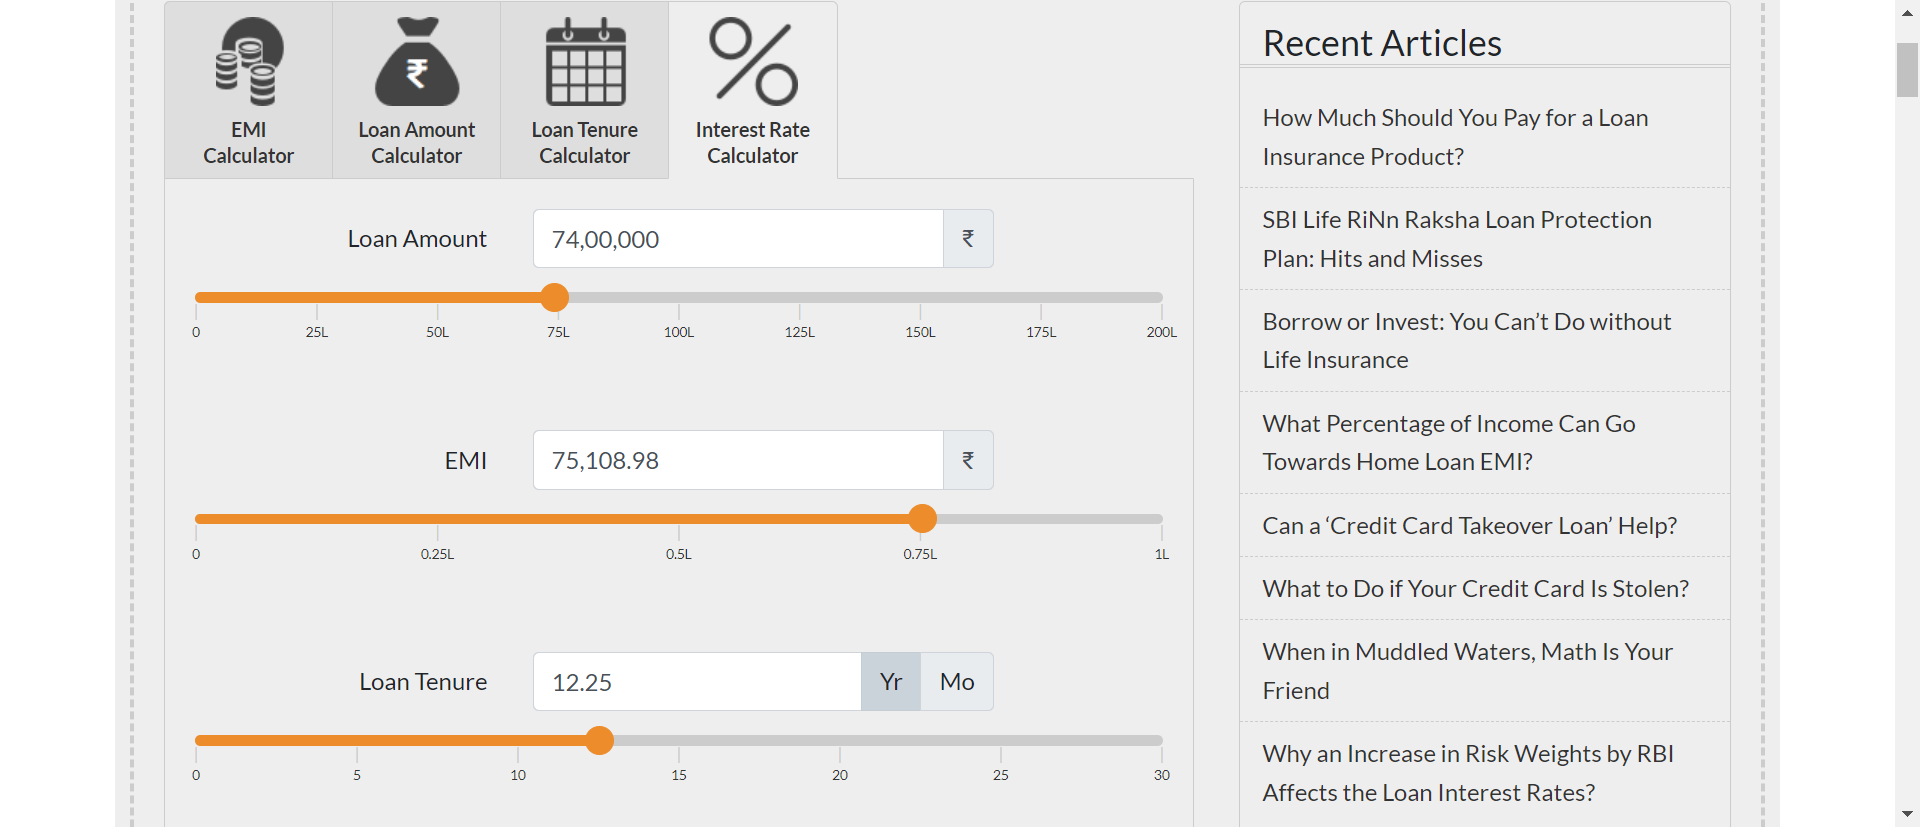 EMI
Calculator
Loan Amount
Calculator
Loan Tenure
Calculator
Interest Rate
Calculator
Loan Amount
74,00,000
₹
0
25L
50L
75L
100L
125L
150L
175L
200L
EMI
75,108.98
₹
0
0.25L
0.5L
0.75L
1L
Loan Tenure
12.25
Yr
Mo
0
5
10
15
20
25
30
Recent Articles
How Much Should You Pay for a Loan
Insurance Product?
SBI Life RiNn Raksha Loan Protection
Plan: Hits and Misses
Borrow or Invest: You Can’t Do without
Life Insurance
What Percentage of Income Can Go
Towards Home Loan EMI?
Can a ‘Credit Card Takeover Loan’ Help?
What to Do if Your Credit Card Is Stolen?
When in Muddled Waters, Math Is Your
Friend
Why an Increase in Risk Weights by RBI
Affects the Loan Interest Rates?